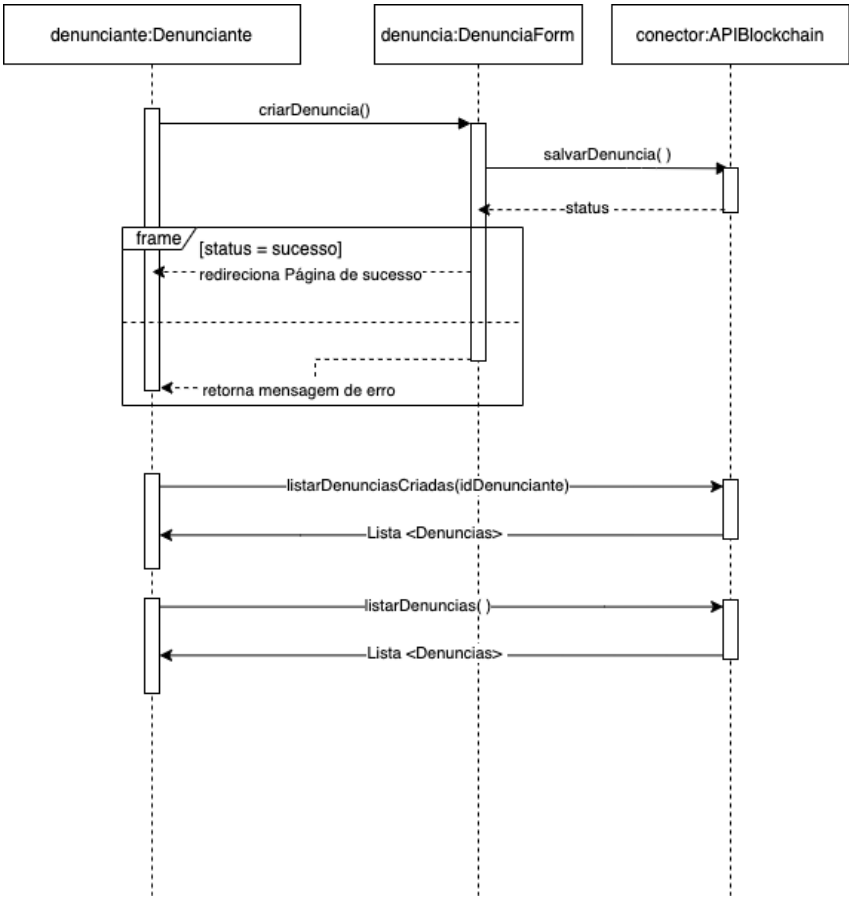 denunciante:Denunciante
denuncia:DenunciaForm
conector:APIBlockchain
criarDenuncia()
salvarDenuncia( )
status
frame
[status = sucesso]
redireciona Página de sucesso
retorna mensagem de erro
listarDenunciasCriadas(idDenunciante)
Lista <Denuncias>
listarDenuncias( )
Lista <Denuncias>